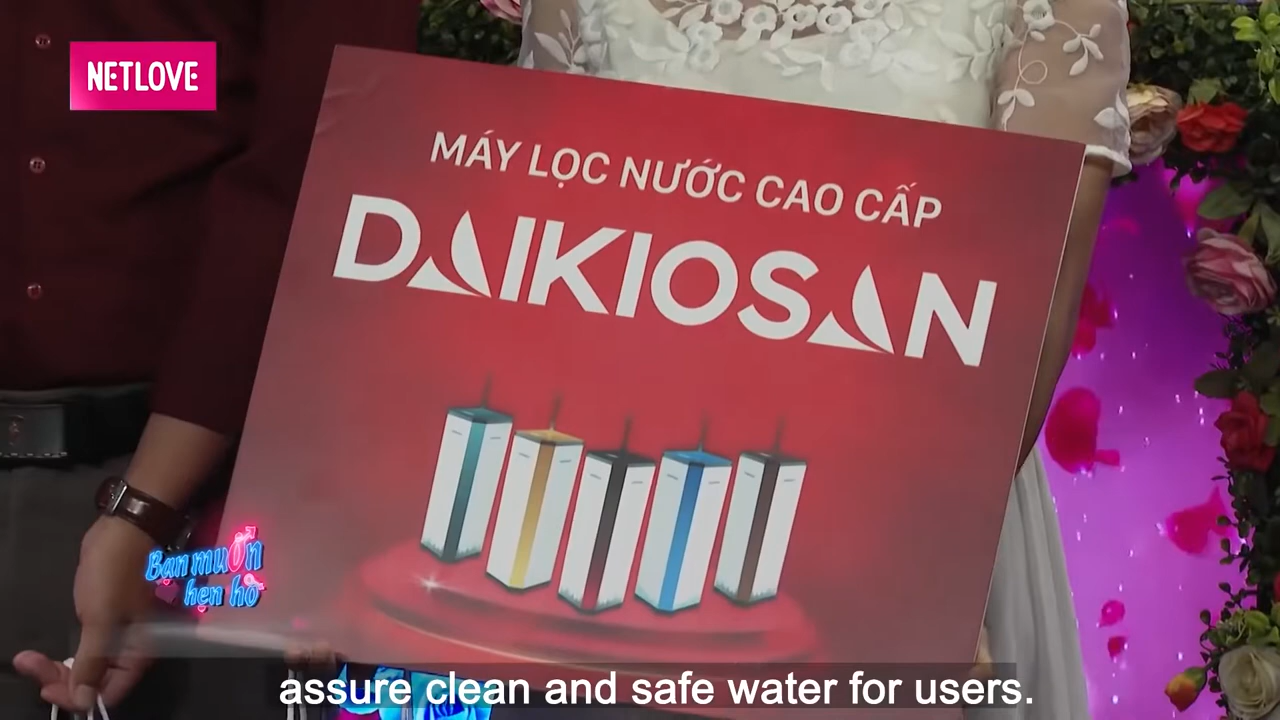 NETLOVE
MÁY LỌC NƯỚC CAO CẤP
DAIKIOSAN
Bạn muốn
hẹn hò
assure clean and safe water for users.